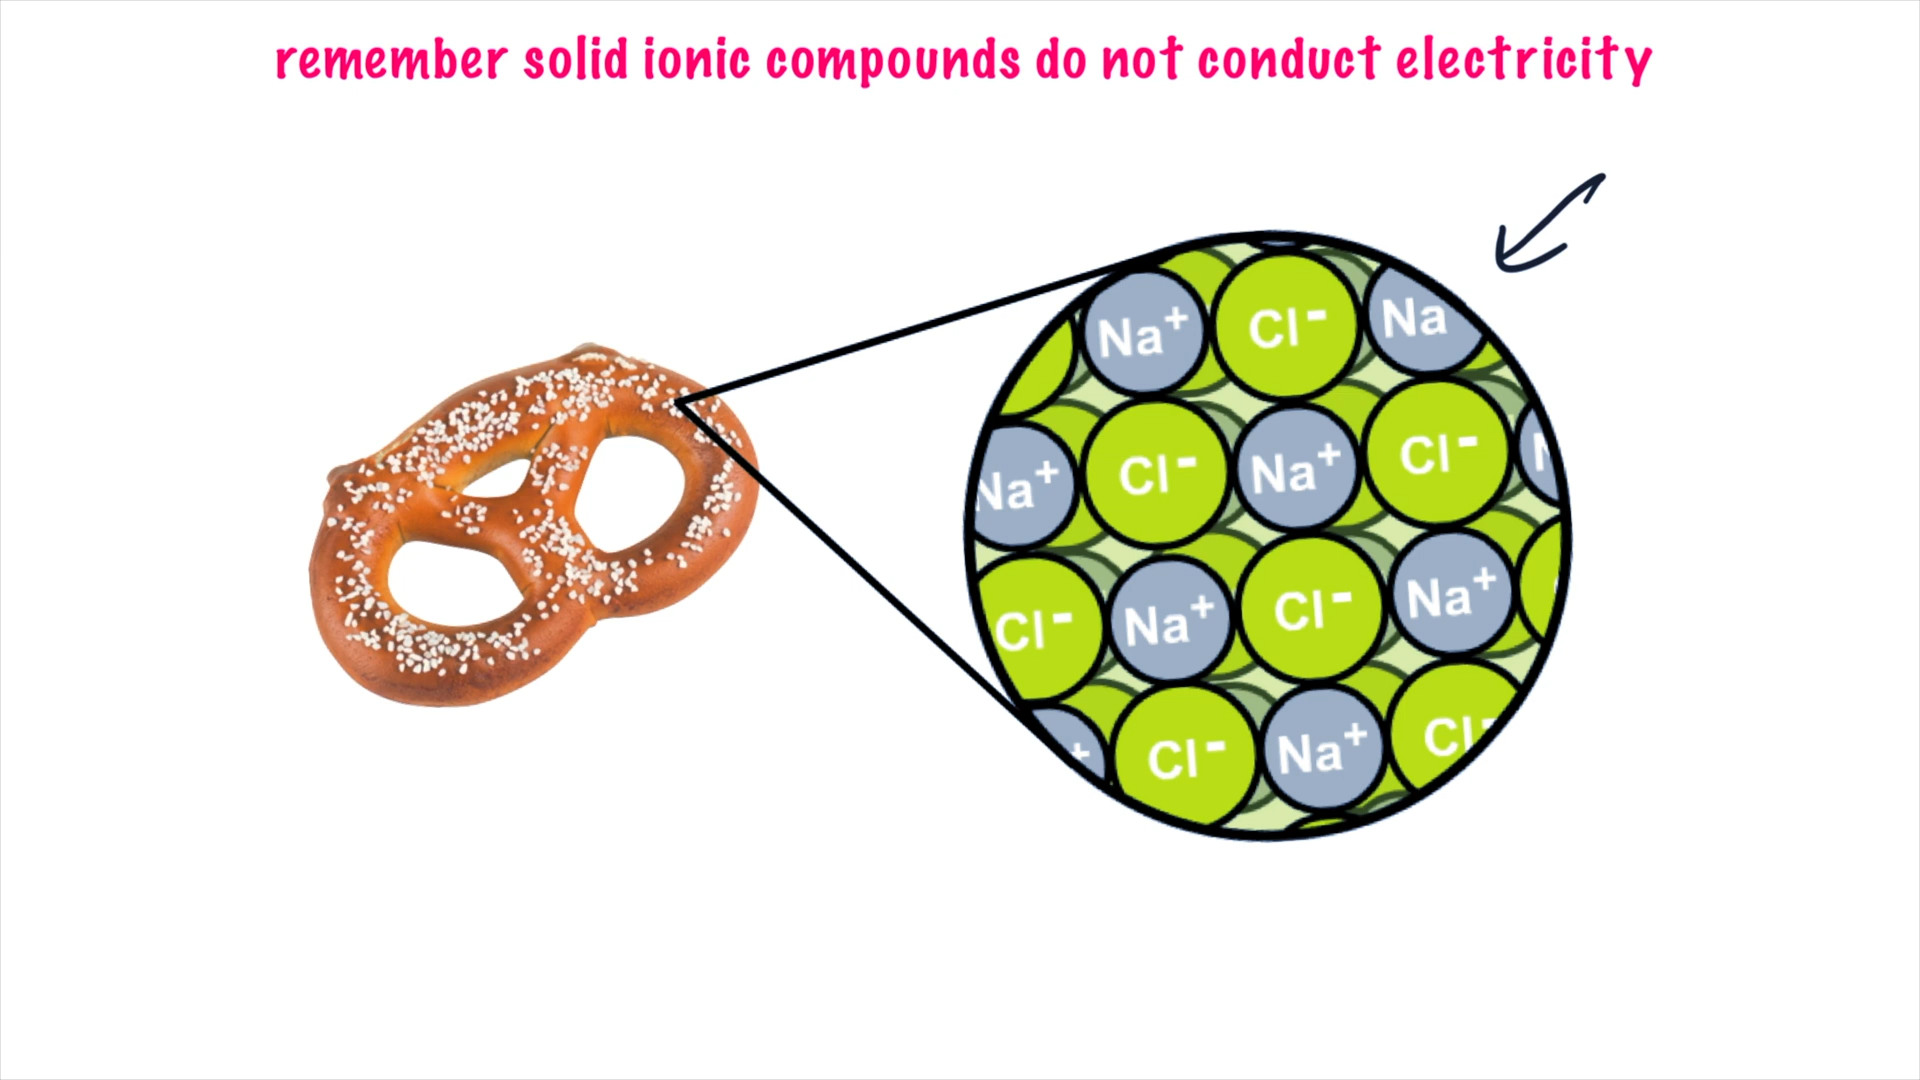 remember solid ionic compounds do not conduct electricity
Na+ Cl- Na
Na+ Cl- Na+ Cl- N
Cl- Na+ Cl- Na+
+ Cl- Na+ Cl-